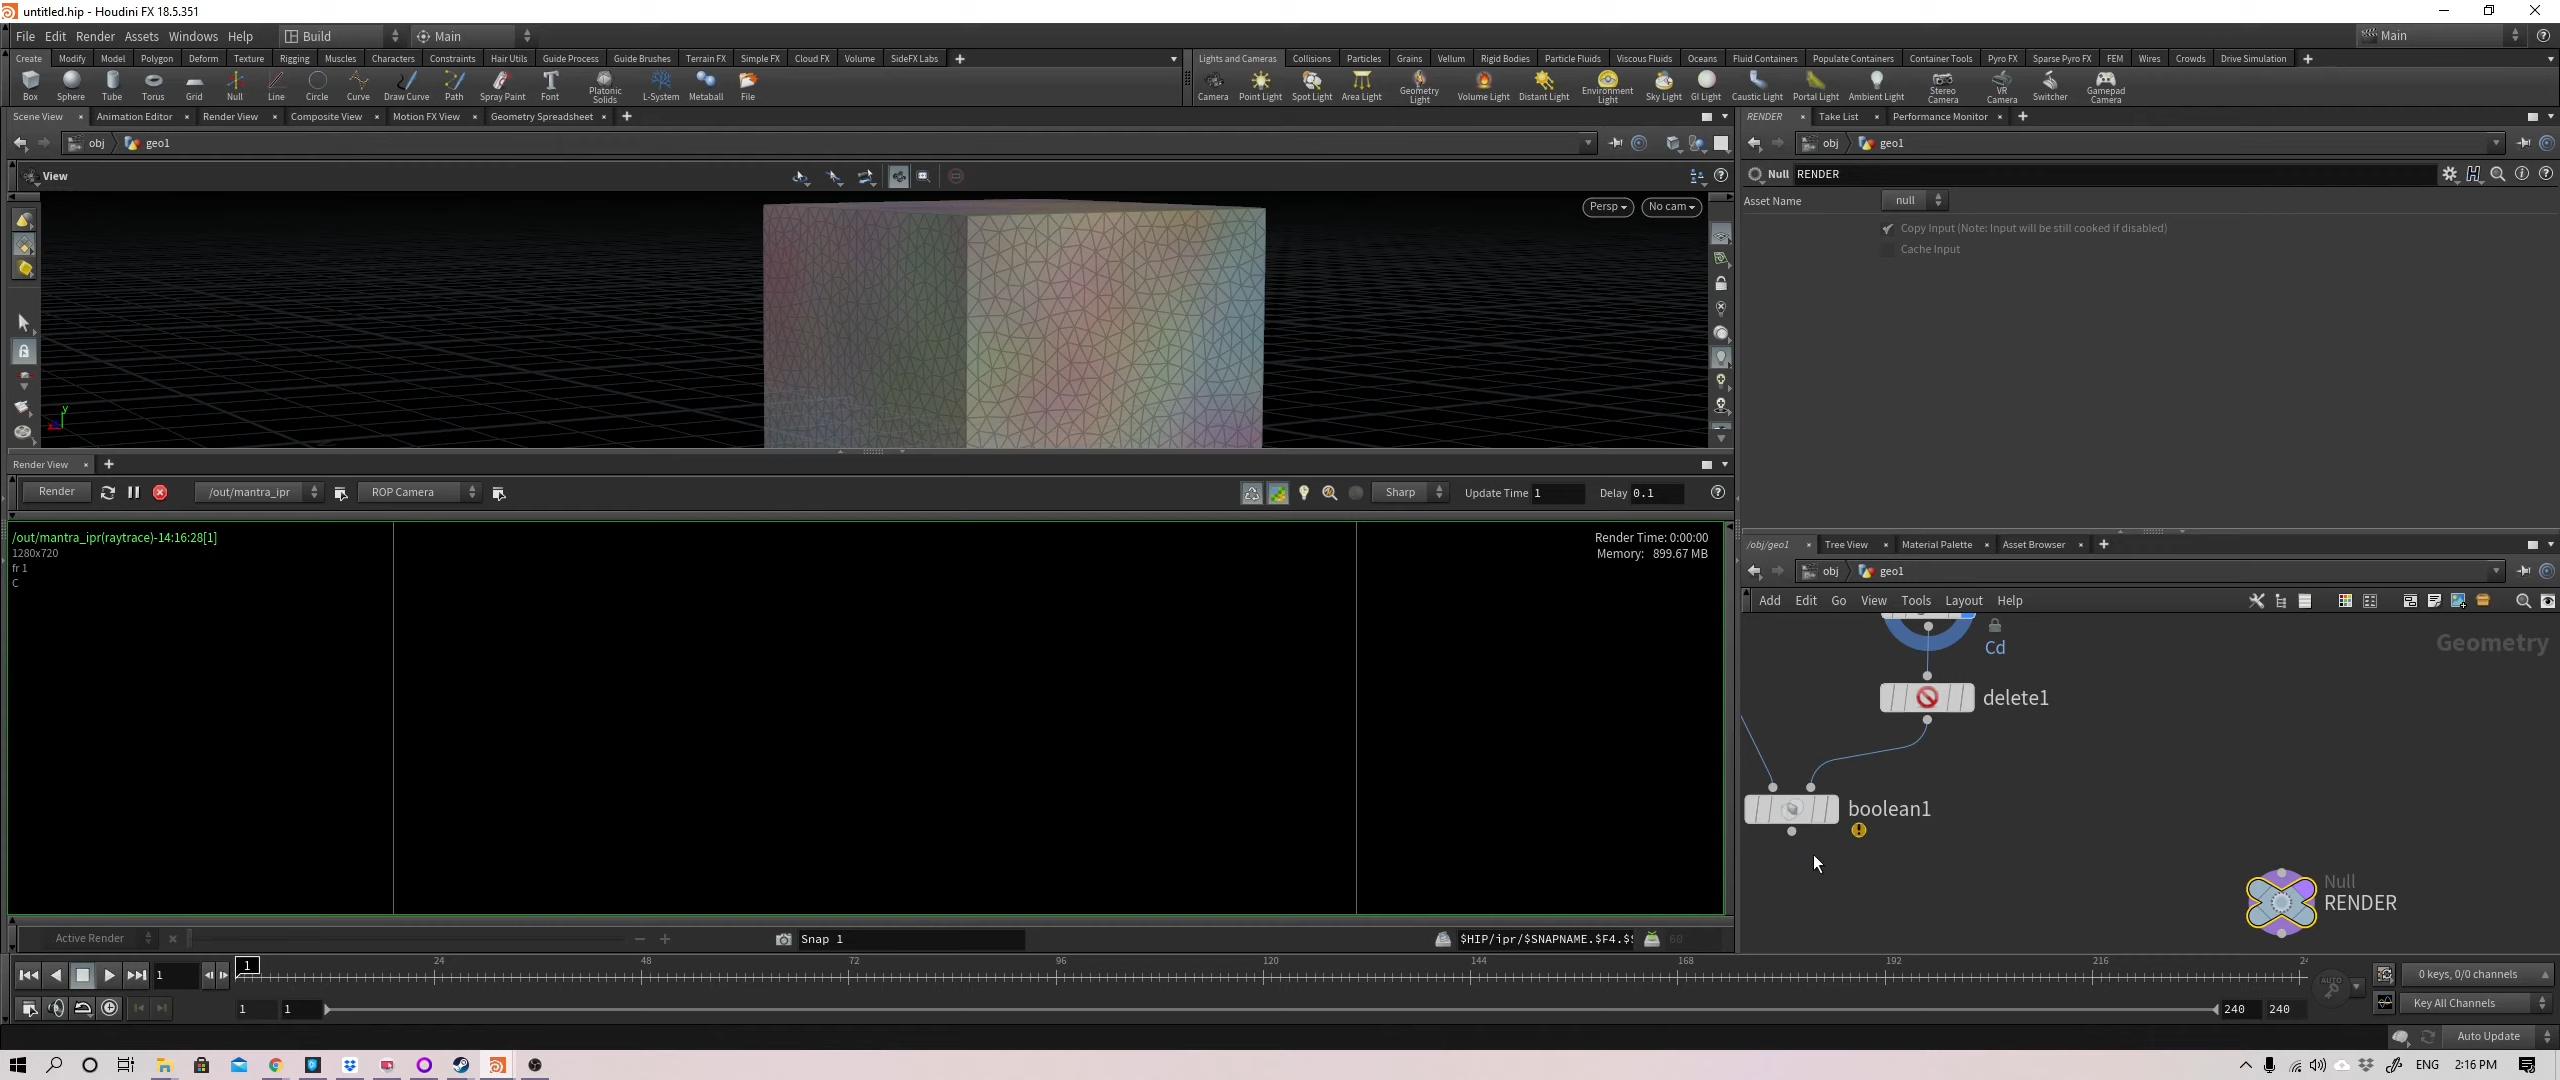 untitled.hip - Houdini FX 18.5.351
File Edit Render Assets Windows Help Build Main Main
Create Modify Model Polygon Deform Texture Rigging Muscles Characters Constraints Hair Utils Guide Process Guide Brushes Terrain FX Simple FX Cloud FX Volume SideFX Labs
Lights and Cameras Collisions Particles Grains Vellum Rigid Bodies Particle Fluids Viscous Fluids Oceans Fluid Containers Populate Containers Container Tools Pyro FX Sparse Pyro FX FEM Wires Crowds Drive Simulation
Box Sphere Tube Torus Grid Null Line Circle Curve Draw Curve Path Spray Paint Font Platonic Solids L-System Metaball File
Camera Point Light Spot Light Area Light Geometry Light Volume Light Distant Light Environment Light Sky Light GI Light Caustic Light Portal Light Ambient Light Stereo Camera VR Camera Switcher Gamepad Camera
Scene View Animation Editor Render View Composite View Motion FX View Geometry Spreadsheet
RENDER Take List Performance Monitor
obj geo1
obj geo1
View
Null RENDER
Asset Name null
Copy Input (Note: Input will be still cooked if disabled)
Cache Input
Persp No cam
y
Render View
Render /out/mantra_ipr ROP Camera Sharp Update Time 1 Delay 0.1
/out/mantra_ipr(raytrace)-14:16:28[1]
1280x720
fr 1
C
Render Time: 0:00:00
Memory: 899.67 MB
/obj/geo1 Tree View Material Palette Asset Browser
obj geo1
Add Edit Go View Tools Layout Help
Geometry
Cd
delete1
boolean1
Null
RENDER
Active Render Snap 1 $HIP/ipr/$SNAPNAME.$F4.$ 60
1 1 24 48 72 96 120 144 168 192 216 2
AUTO
0 keys, 0/0 channels
1 1 240 240 Key All Channels
Auto Update
ENG 2:16 PM